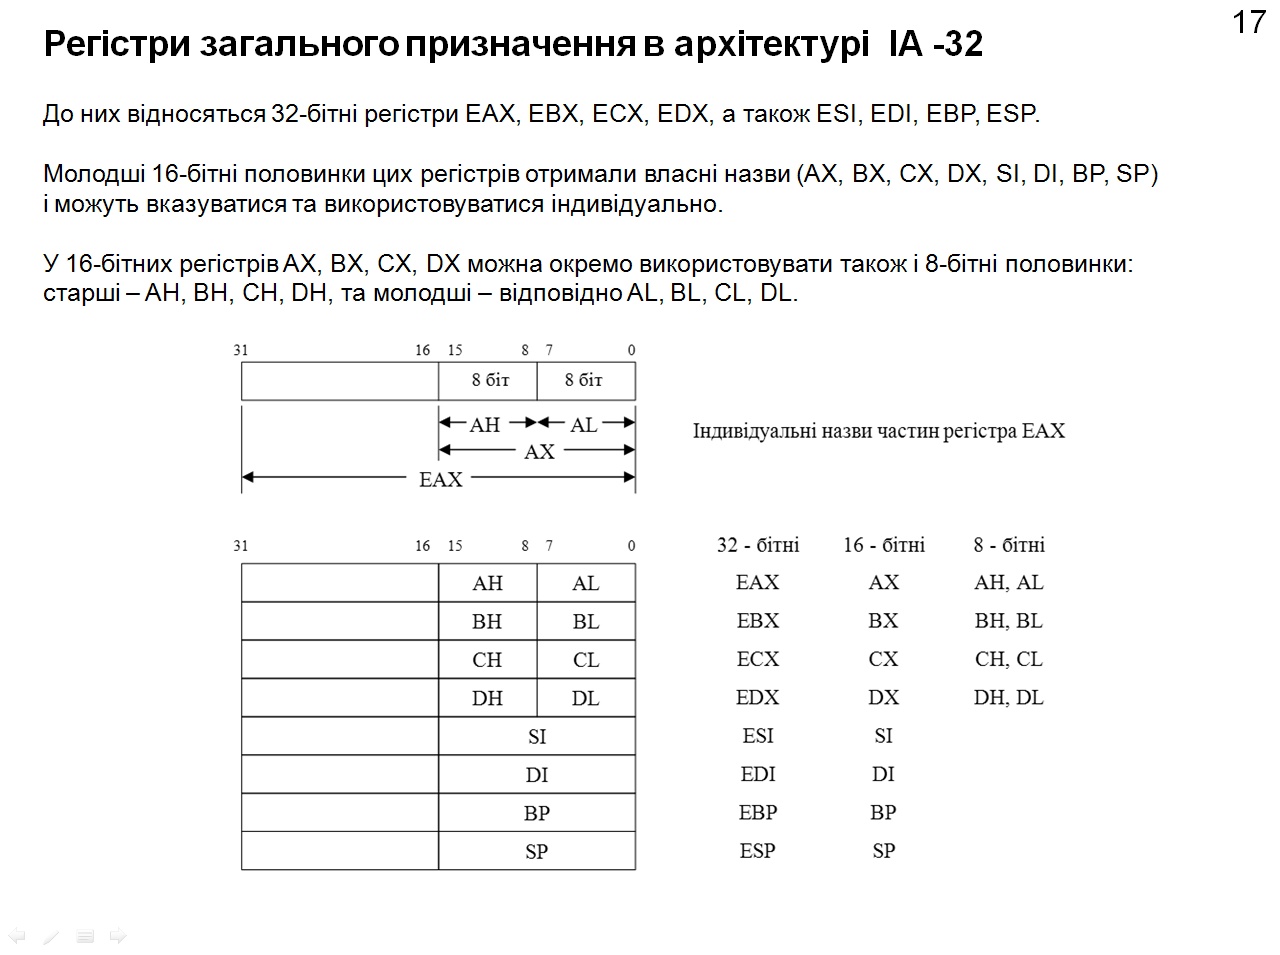 17
Регістри загального призначення в архітектурі IA -32
До них відносяться 32-бітні регістри EAX, EBX, ECX, EDX, а також ESI, EDI, EBP, ESP.
Молодші 16-бітні половинки цих регістрів отримали власні назви (AX, BX, CX, DX, SI, DI, BP, SP)
і можуть вказуватися та використовуватися індивідуально.
У 16-бітних регістрів AX, BX, CX, DX можна окремо використовувати також і 8-бітні половинки:
старші – AH, BH, CH, DH, та молодші – відповідно AL, BL, CL, DL.
31 16 15 8 7 0
8 біт 8 біт
AH AL
AX
EAX
Індивідуальні назви частин регістра EAX
31 16 15 8 7 0 32 - бітні 16 - бітні 8 - бітні
AH AL EAX AX AH, AL
BH BL EBX BX BH, BL
CH CL ECX CX CH, CL
DH DL EDX DX DH, DL
SI ESI SI
DI EDI DI
BP EBP BP
SP ESP SP